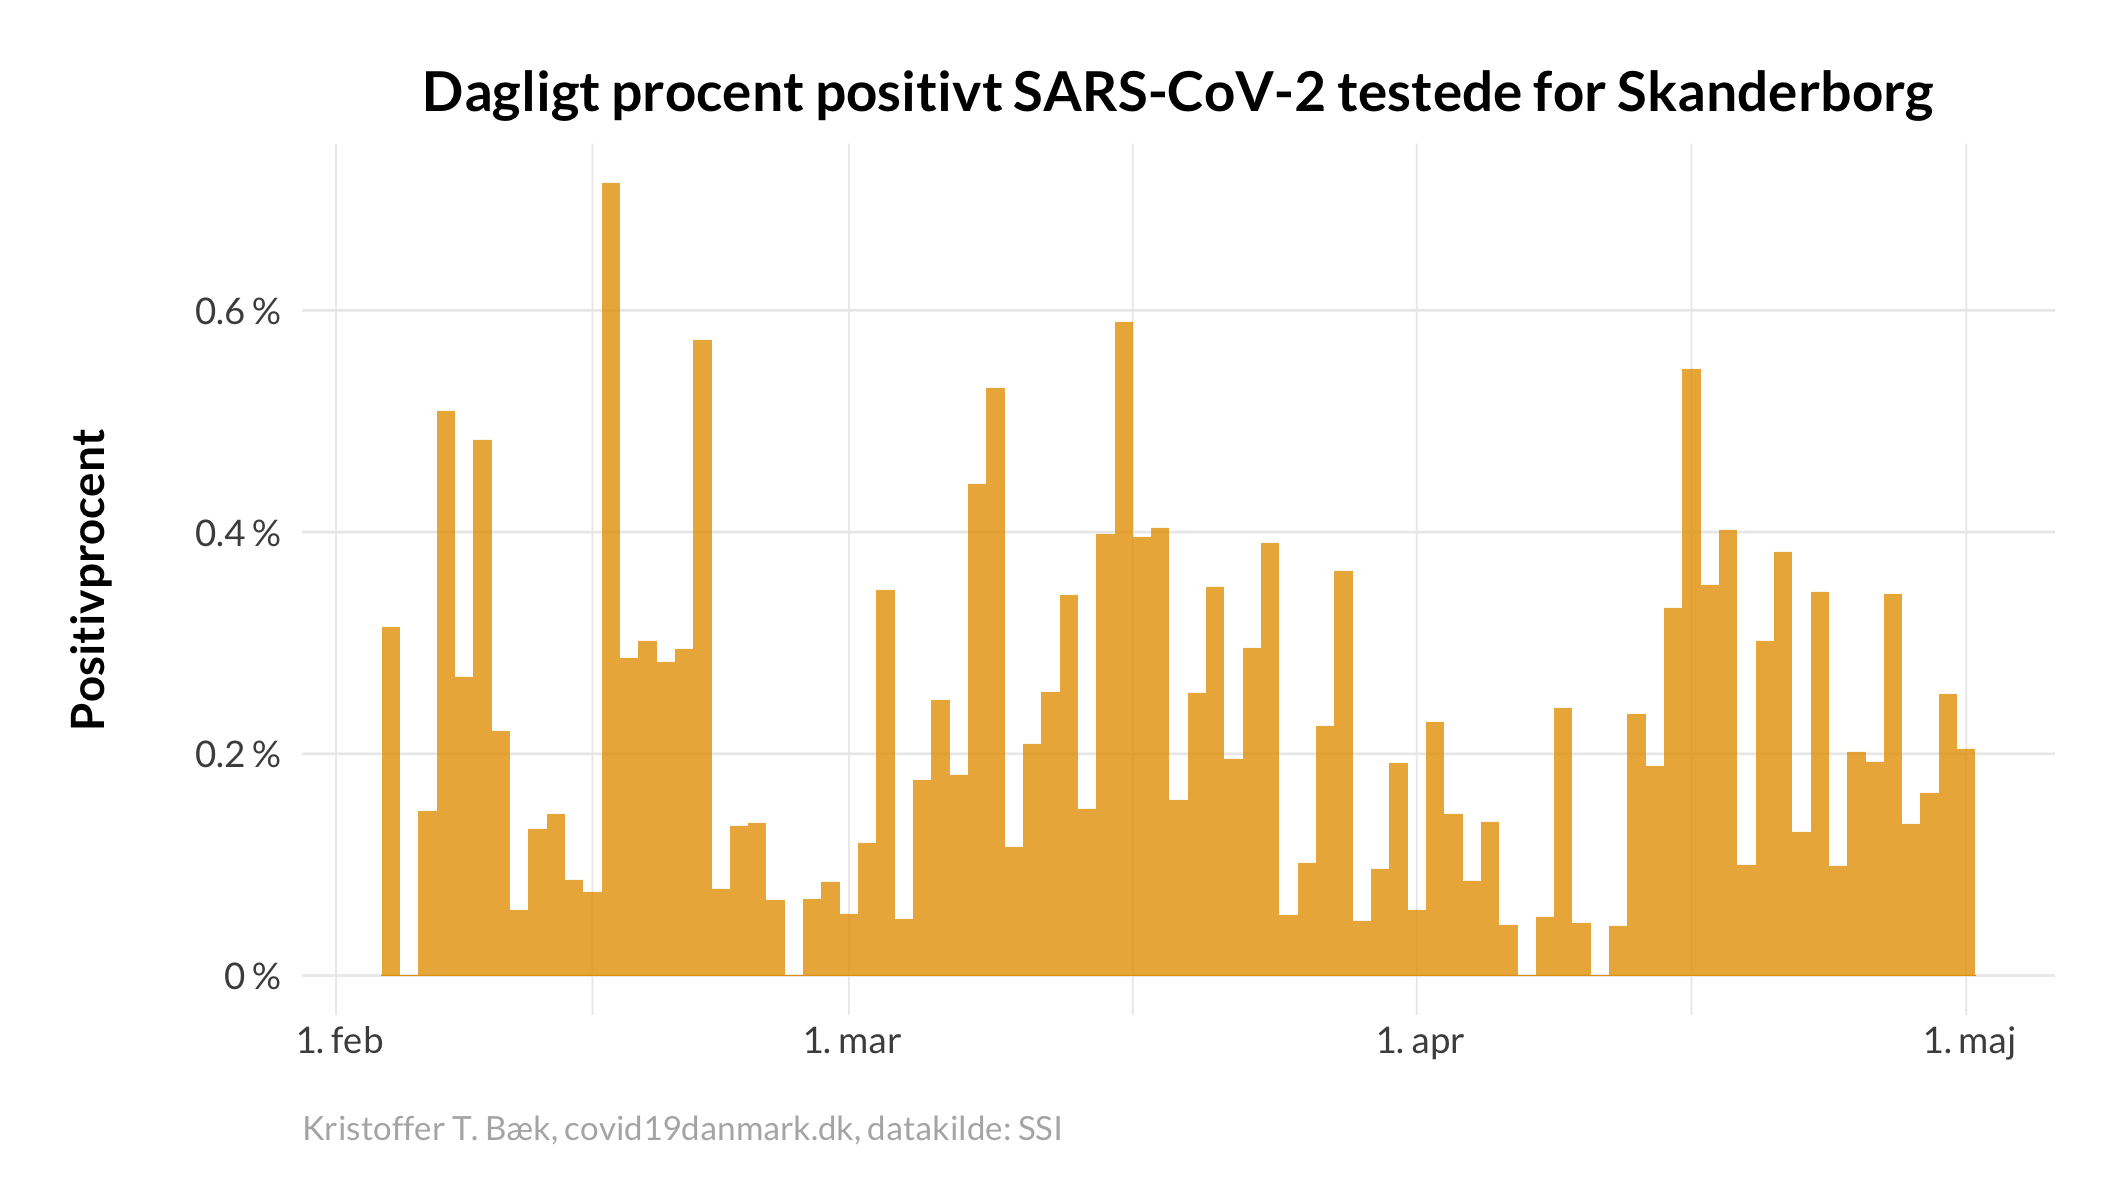 Dagligt procent positivt SARS-CoV-2 testede for Skanderborg
Positivprocent
0.6 %
0.4 %
0.2 %
0 %
1. feb
1. mar
1. apr
1. maj
Kristoffer T. Bæk, covid19danmark.dk, datakilde: SSI